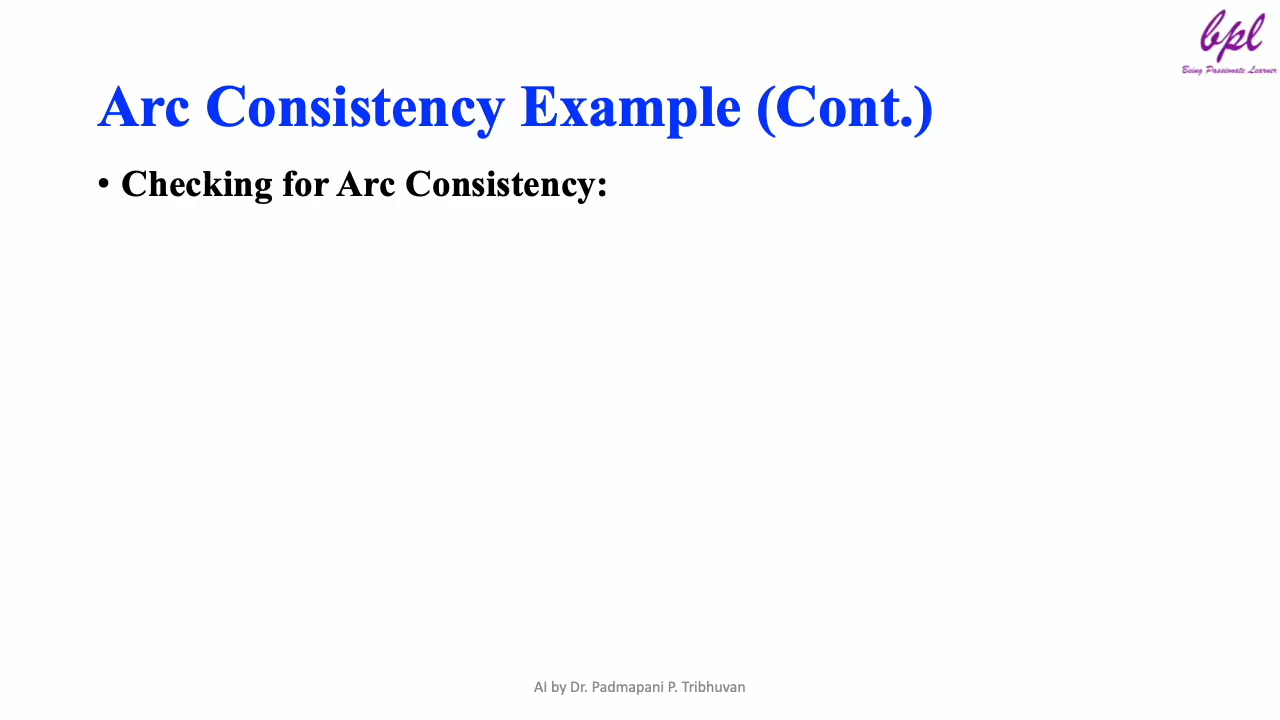 bpl
Being Passionate Learner
Arc Consistency Example (Cont.)
• Checking for Arc Consistency:
AI by Dr. Padmapani P. Tribhuvan